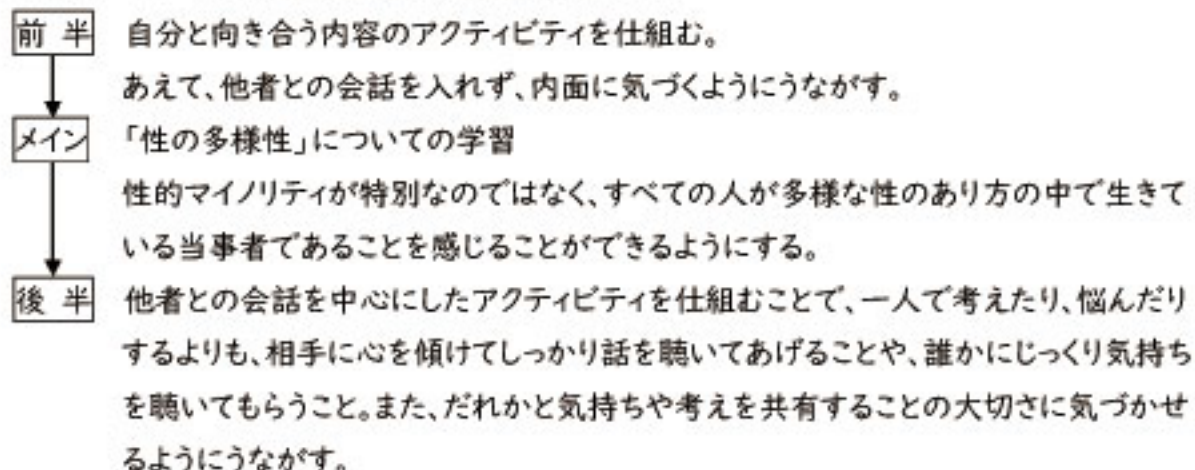 前 半 自分と向き合う内容のアクティビティを仕組む。
あえて、他者との会話を入れず、内面に気づくようにうながす。
メイン 「性の多様性」についての学習
性的マイノリティが特別なのではなく、すべての人が多様な性のあり方の中で生きて
いる当事者であることを感じることができるようにする。
後 半 他者との会話を中心にしたアクティビティを仕組むことで、一人で考えたり、悩んだり
するよりも、相手に心を傾けてしっかり話を聴いてあげることや、誰かにじっくり気持ち
を聴いてもらうこと。また、だれかと気持ちや考えを共有することの大切さに気づかせ
るようにうながす。